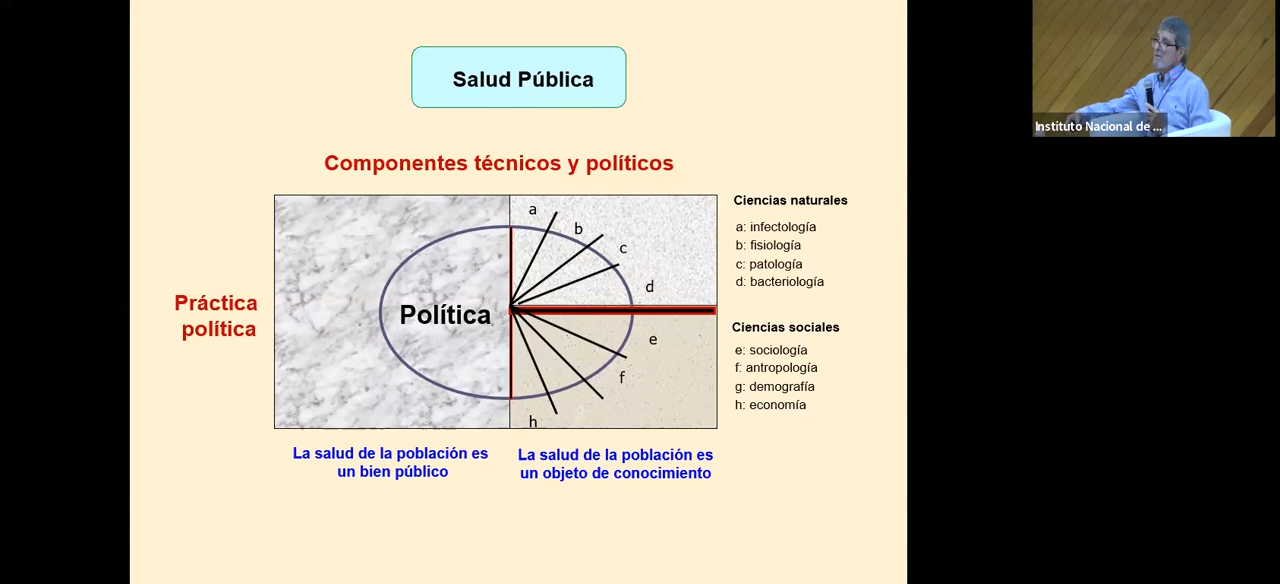 Salud Pública
Componentes técnicos y políticos
Práctica
política
Política
a
b
c
d
e
f
h
Ciencias naturales
a: infectología
b: fisiología
c: patología
d: bacteriología
Ciencias sociales
e: sociología
f: antropología
g: demografía
h: economía
La salud de la población es
un bien público
La salud de la población es
un objeto de conocimiento
Instituto Nacional de ...